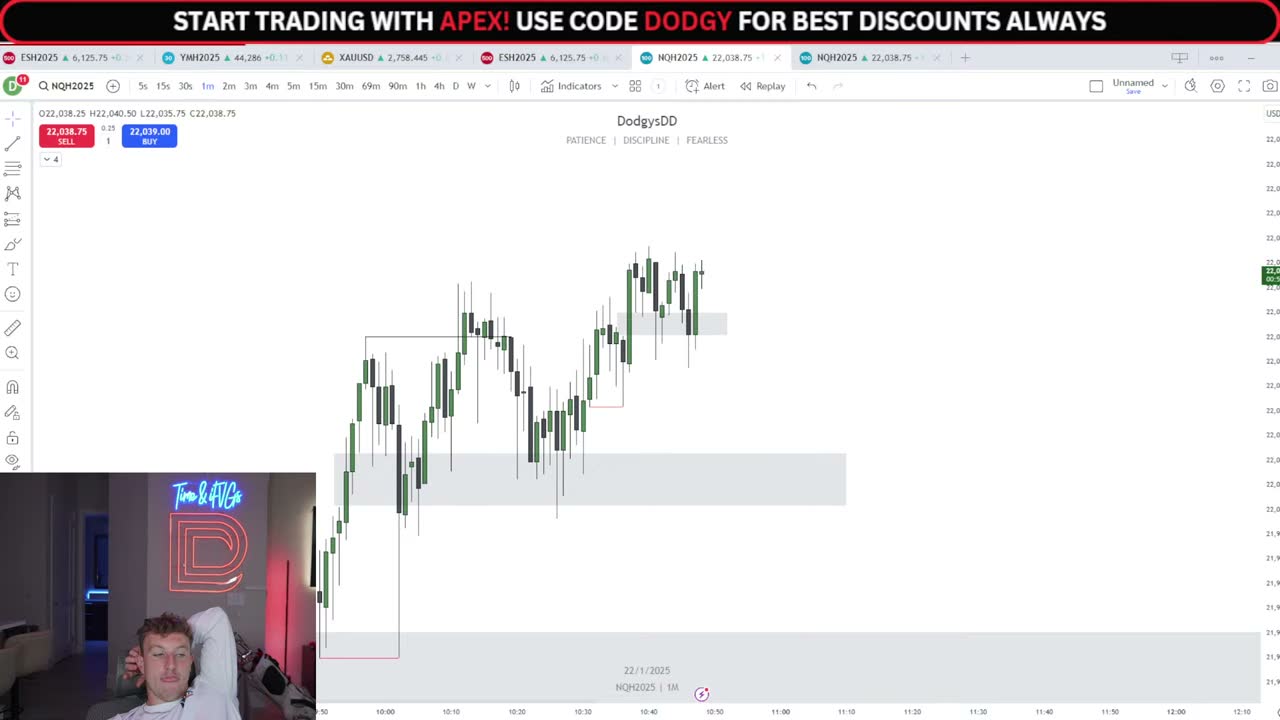 START TRADING WITH APEX! USE CODE DODGY FOR BEST DISCOUNTS ALWAYS
ESH2025 ▲ 6,125.75
YMH2025 ▲ 44,286
XAUUSD ▲ 2,758.445
ESH2025 ▲ 6,125.75
NQH2025 ▲ 22,038.75
NQH2025 ▲ 22,038.75
D 11
NQH2025
5s 15s 30s 1m 2m 3m 4m 5m 15m 30m 69m 90m 1h 4h D W
Indicators
1
Alert
Replay
Unnamed
Save
O22,038.25 H22,040.50 L22,035.75 C22,038.75
USD
22,038.75
SELL
0.25
1
22,039.00
BUY
4
DodgysDD
PATIENCE | DISCIPLINE | FEARLESS
Time & iFVGs
22/1/2025
NQH2025 | 1M
10:00 10:10 10:20 10:30 10:40 10:50 11:00 11:10 11:20 11:30 11:40 11:50 12:00 12:10